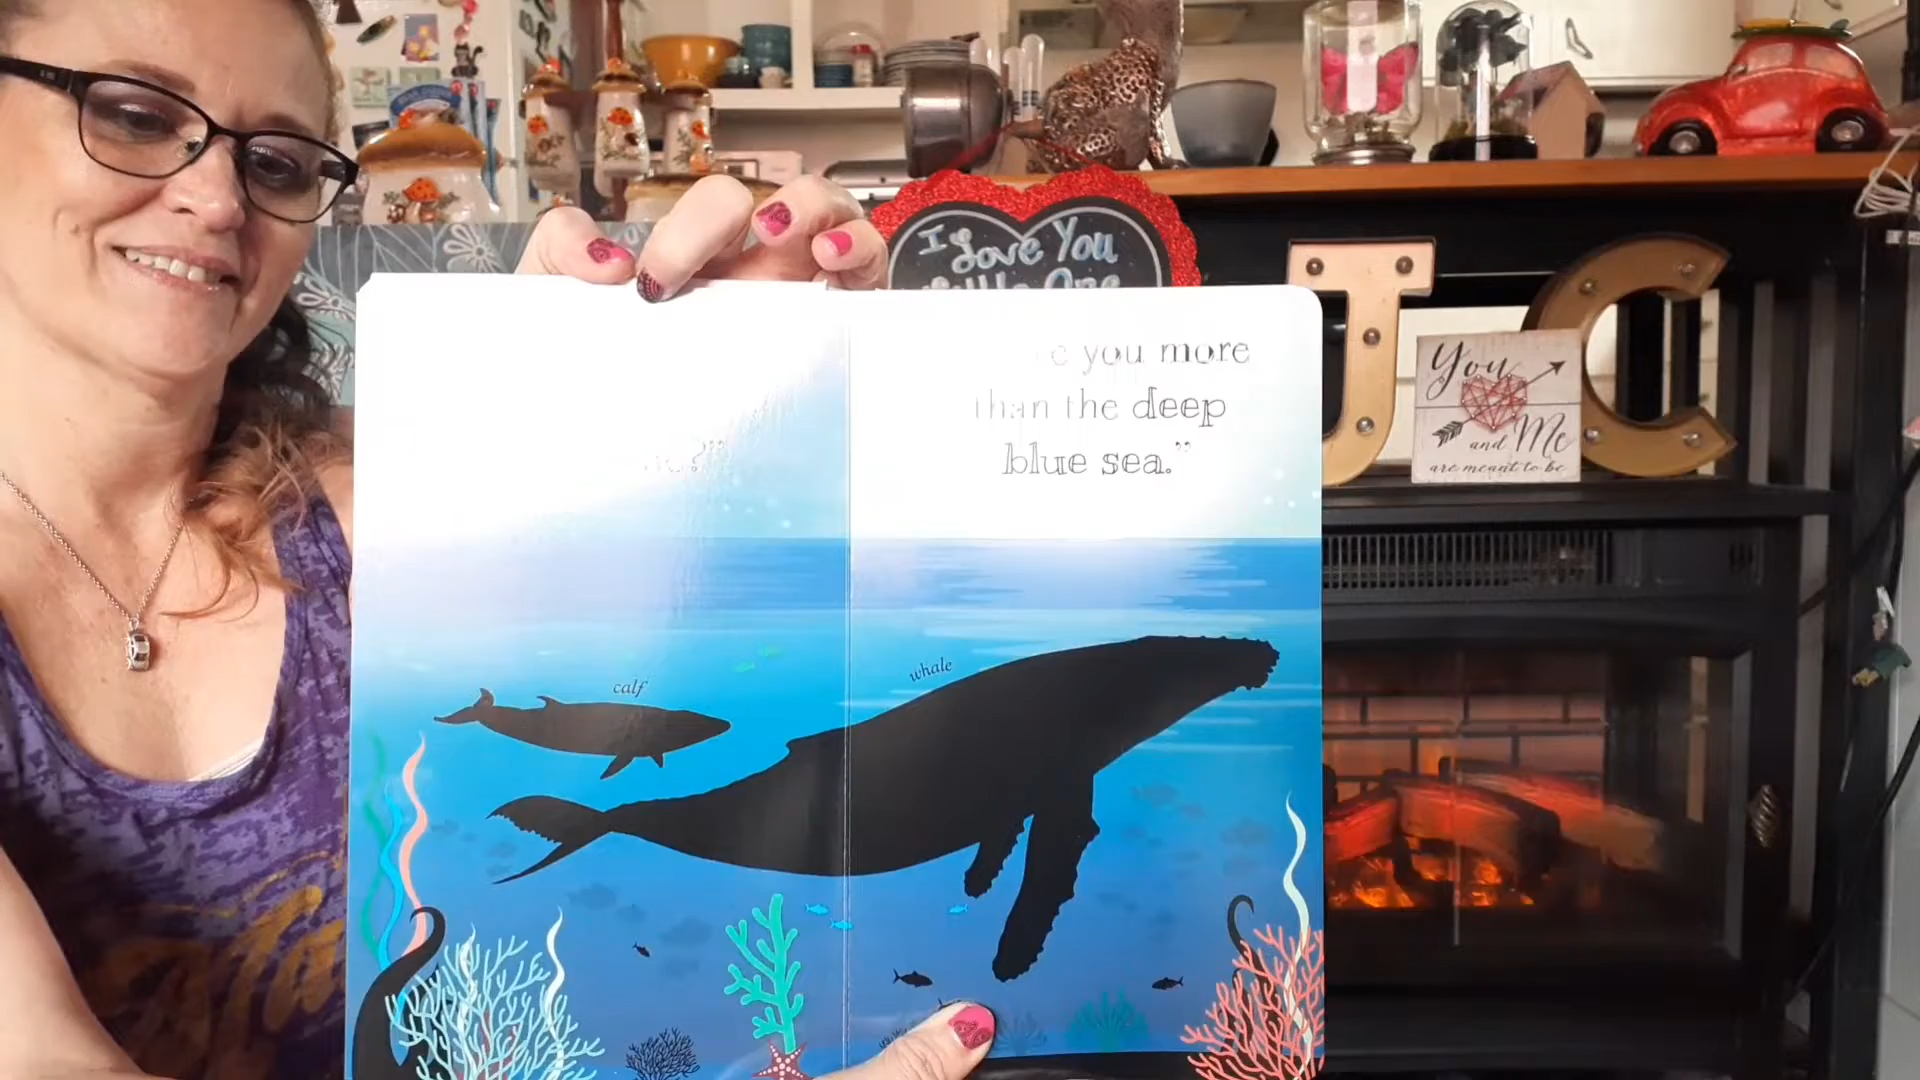 I Love You
you more
than the deep
blue sea.”
calf
whale
J C
You
and Me
are meant to be